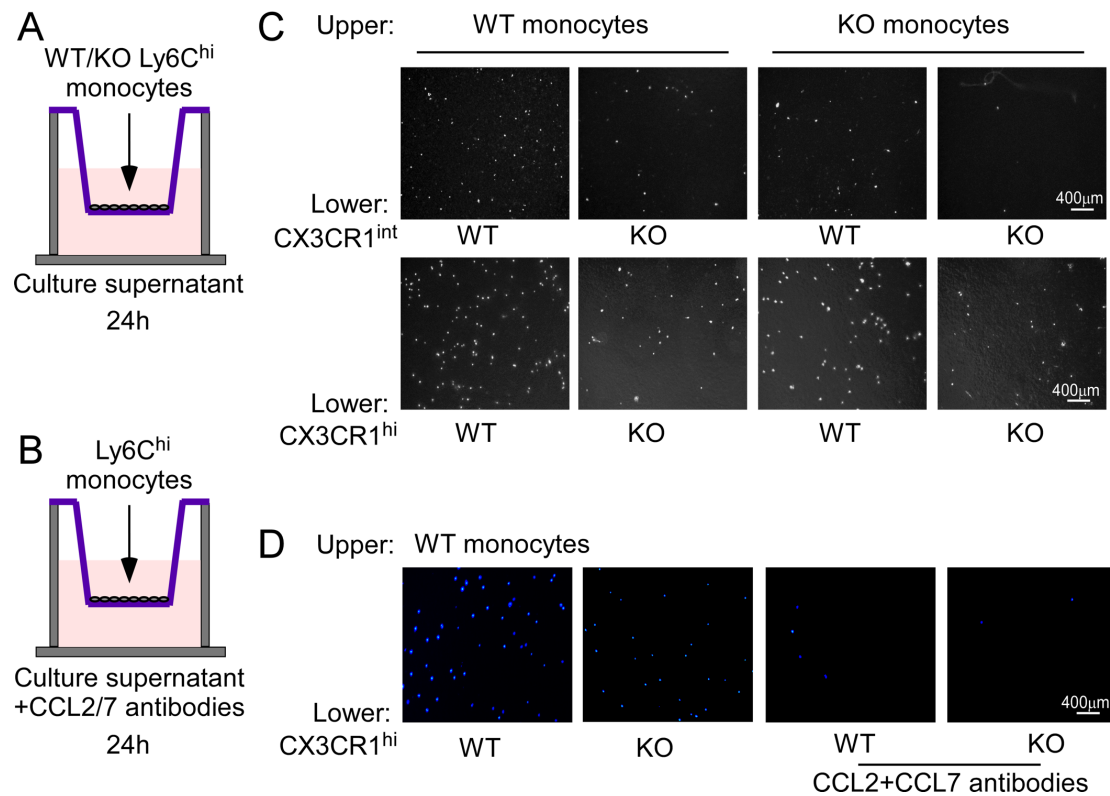 A
WT/KO Ly6Chi
monocytes
Culture supernatant
24h
B
Ly6Chi
monocytes
Culture supernatant
+CCL2/7 antibodies
24h
C
Upper:
WT monocytes
KO monocytes
Lower:
CX3CR1int
400μm
WT
KO
WT
KO
Lower:
CX3CR1hi
400μm
WT
KO
WT
KO
D
Upper:
WT monocytes
Lower:
CX3CR1hi
400μm
WT
KO
WT
KO
CCL2+CCL7 antibodies